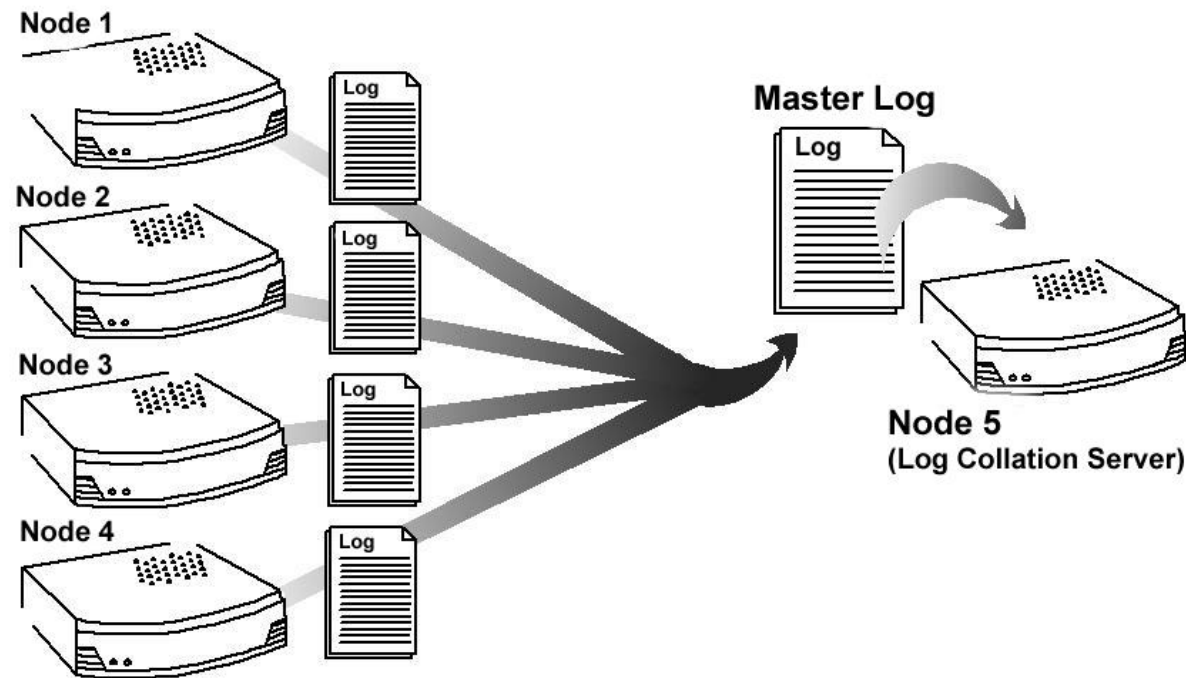 Node 1
Log
Node 2
Log
Node 3
Log
Node 4
Log
Master Log
Log
Node 5
(Log Collation Server)